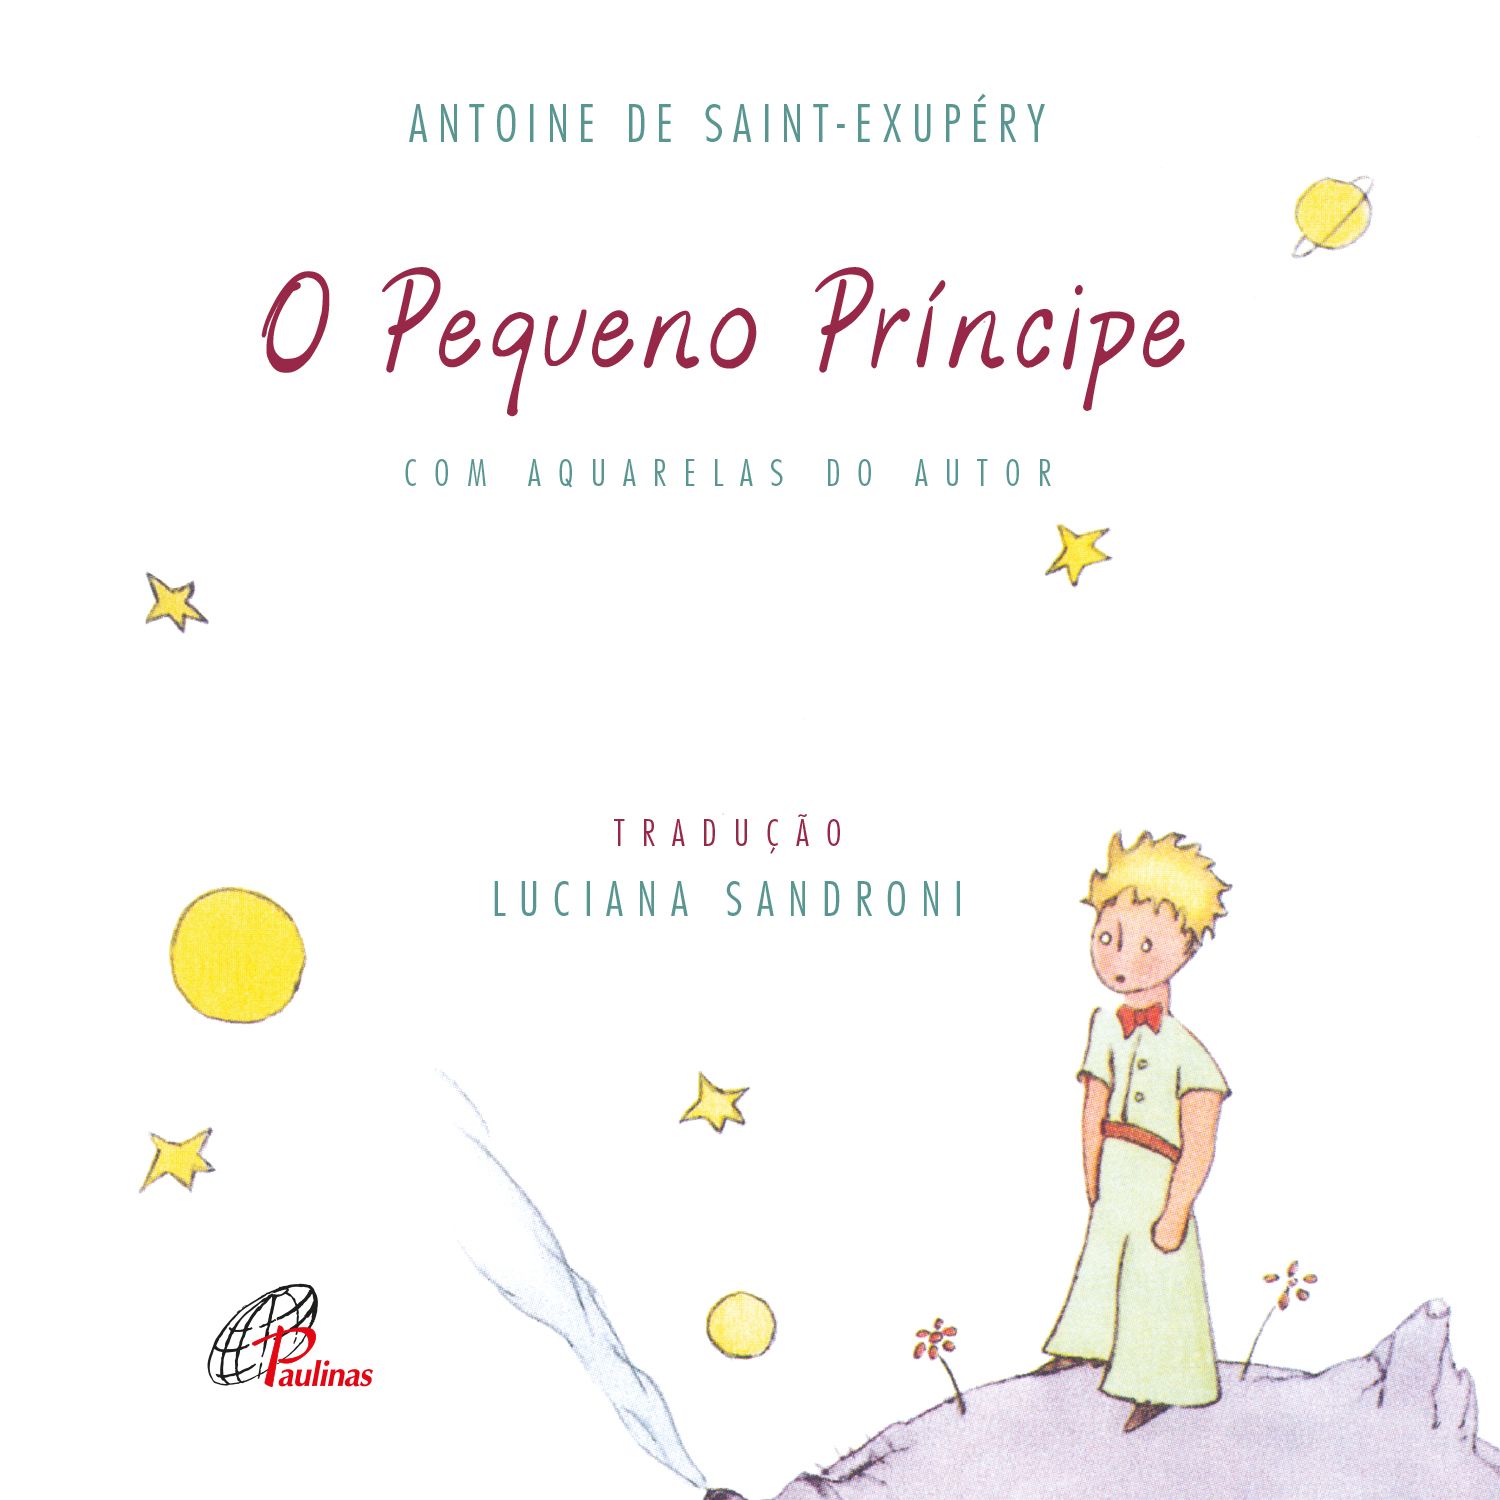 ANTOINE DE SAINT-EXUPÉRY
O Pequeno Príncipe
COM AQUARELAS DO AUTOR
TRADUÇÃO
LUCIANA SANDRONI
Paulinas